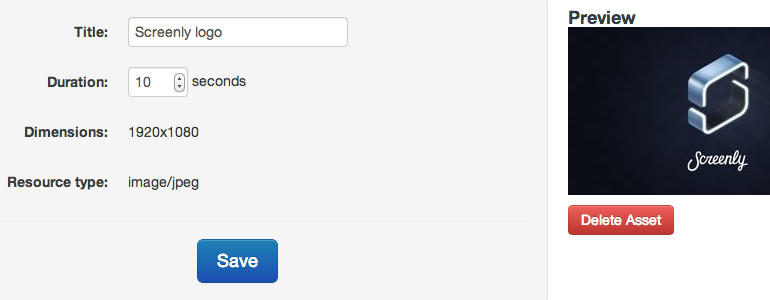 Title: Screenly logo
Duration: 10 seconds
Dimensions: 1920x1080
Resource type: image/jpeg
Save
Preview
Screenly
Delete Asset